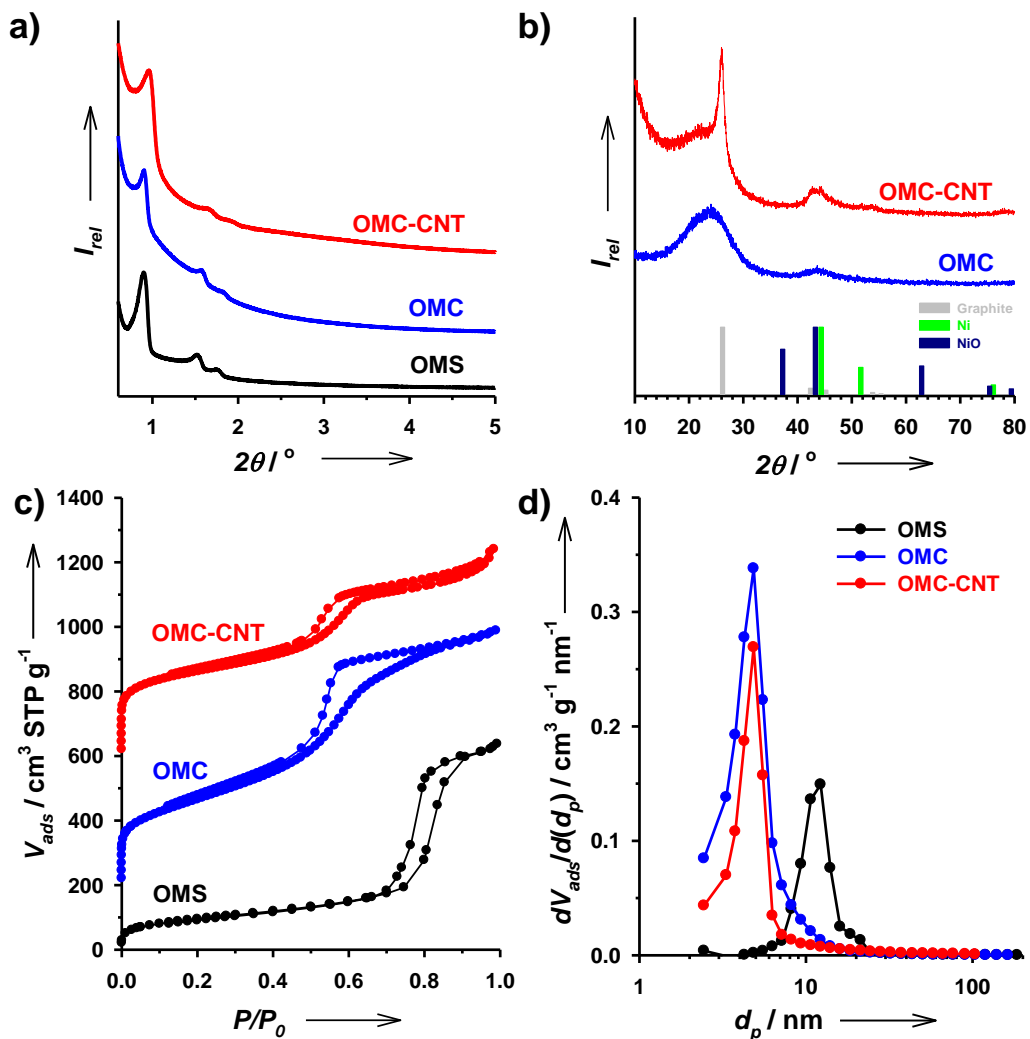 a)
I_rel
OMC-CNT
OMC
OMS
1 2 3 4 5
2θ / °
b)
I_rel
OMC-CNT
OMC
Graphite
Ni
NiO
10 20 30 40 50 60 70 80
2θ / °
c)
V_ads / cm³ STP g⁻¹
1400
1200
1000
800
600
400
200
0
OMC-CNT
OMC
OMS
0.0 0.2 0.4 0.6 0.8 1.0
P/P₀
d)
dV_ads/d(d_p) / cm³ g⁻¹ nm⁻¹
0.4
0.3
0.2
0.1
0.0
OMS
OMC
OMC-CNT
1 10 100
d_p / nm